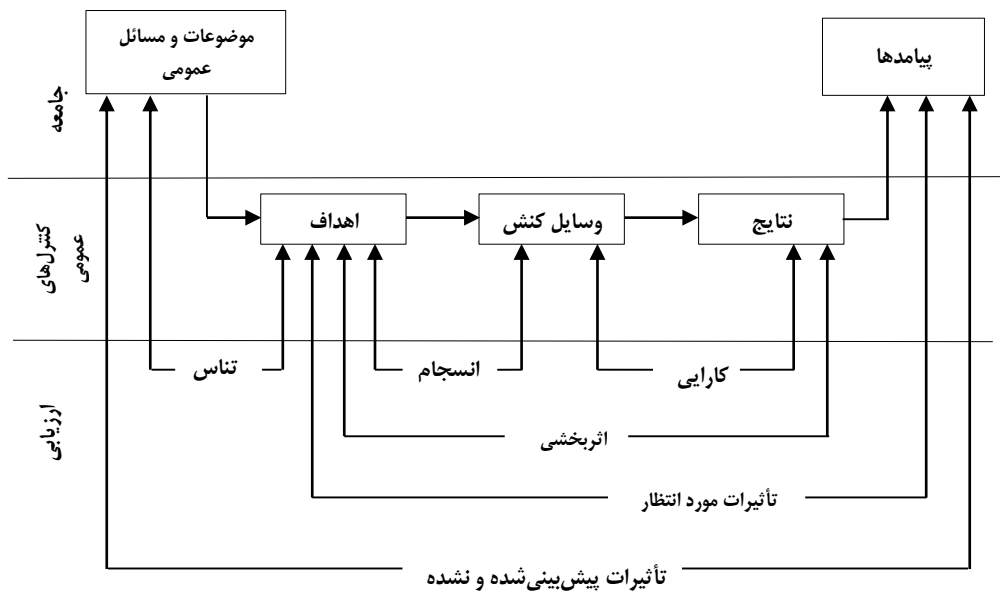 موضوعات و مسائل
عمومی
پیامدها
جامعه
اهداف
وسایل کنش
نتایج
کنترل‌های
عمومی
تناس
انسجام
کارایی
ارزیابی
اثربخشی
تأثیرات مورد انتظار
تأثیرات پیش‌بینی‌شده و نشده